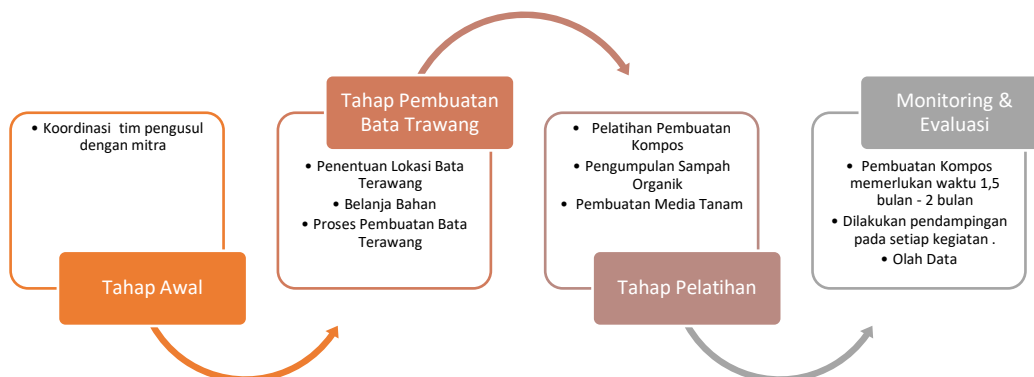 • Koordinasi tim pengusul
dengan mitra
Tahap Awal
Tahap Pembuatan
Bata Trawang
• Penentuan Lokasi Bata
Terawang
• Belanja Bahan
• Proses Pembuatan Bata
Terawang
• Pelatihan Pembuatan
Kompos
• Pengumpulan Sampah
Organik
• Pembuatan Media Tanam
Tahap Pelatihan
Monitoring &
Evaluasi
• Pembuatan Kompos
memerlukan waktu 1,5
bulan - 2 bulan
• Dilakukan pendampingan
pada setiap kegiatan .
• Olah Data